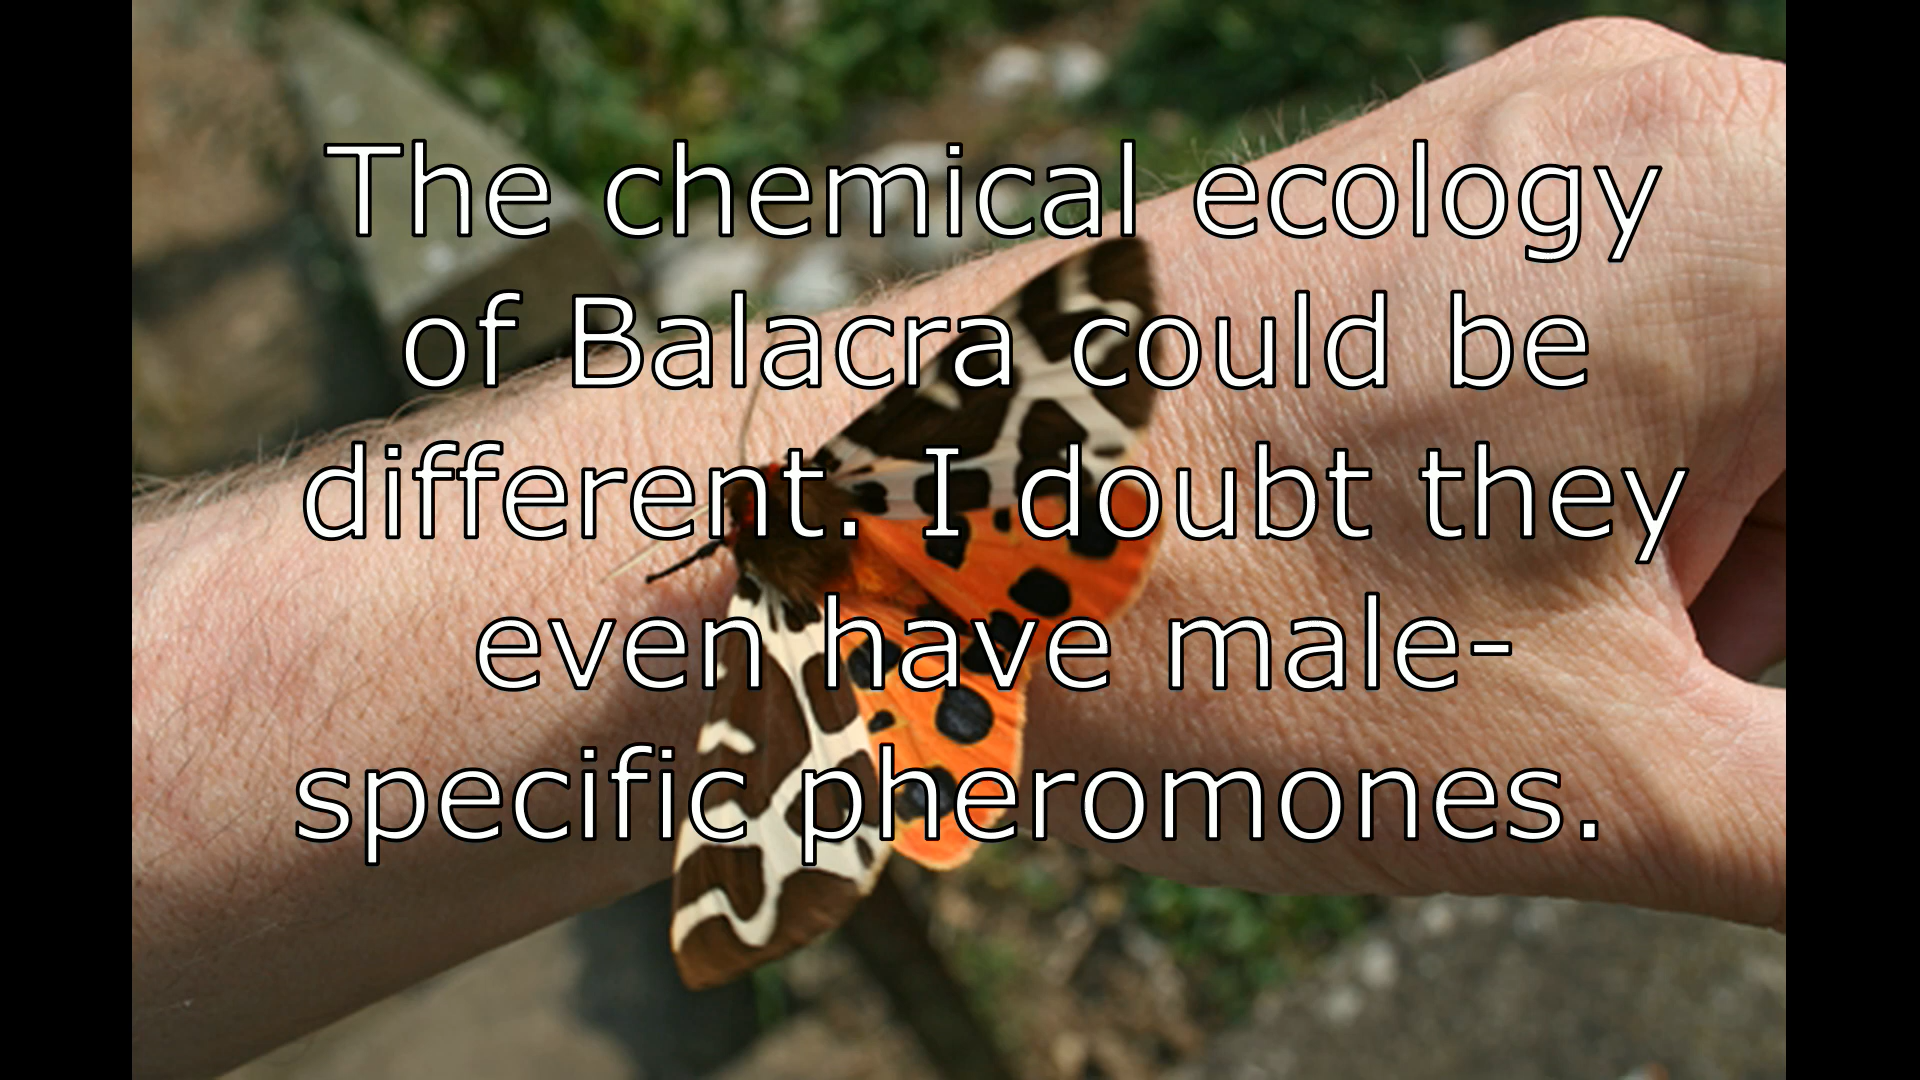 The chemical ecology
of Balacra could be
different. I doubt they
even have male-
specific pheromones.